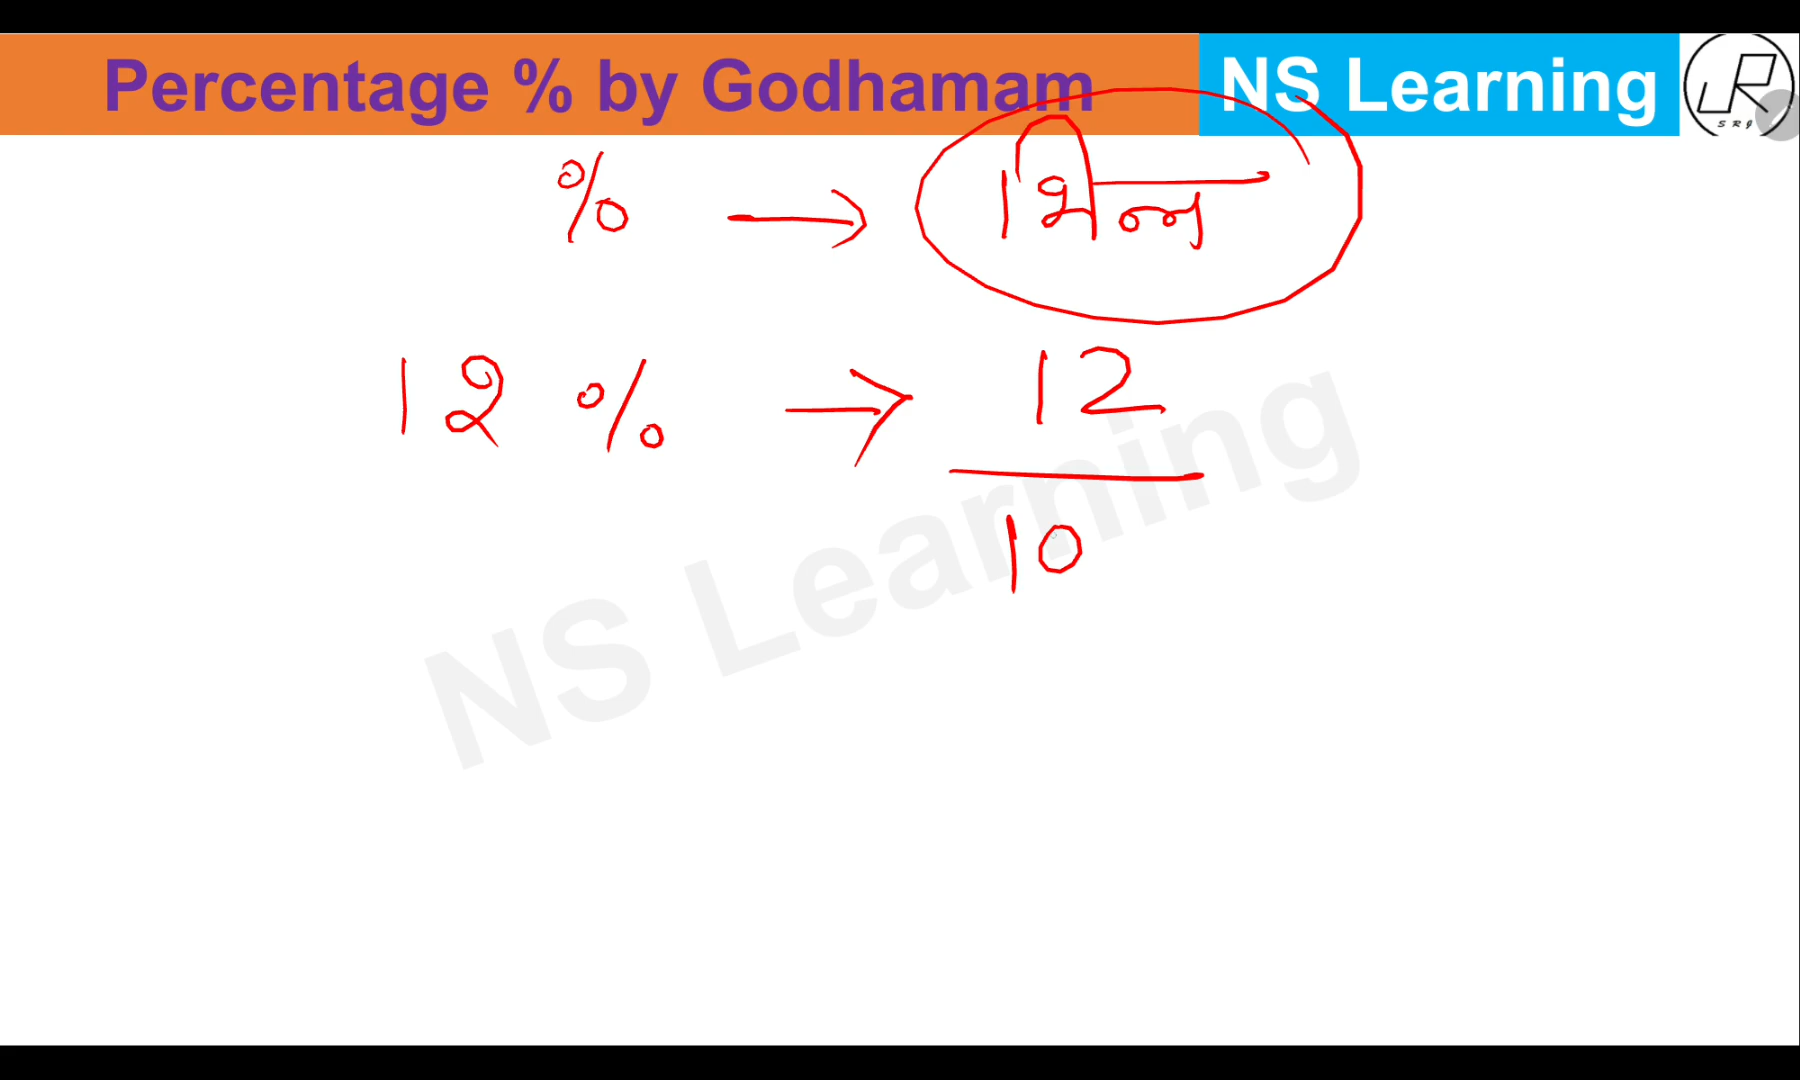 Percentage % by Godhamam NS Learning
% → भिन्न
12 % → 12
10
NS Learning